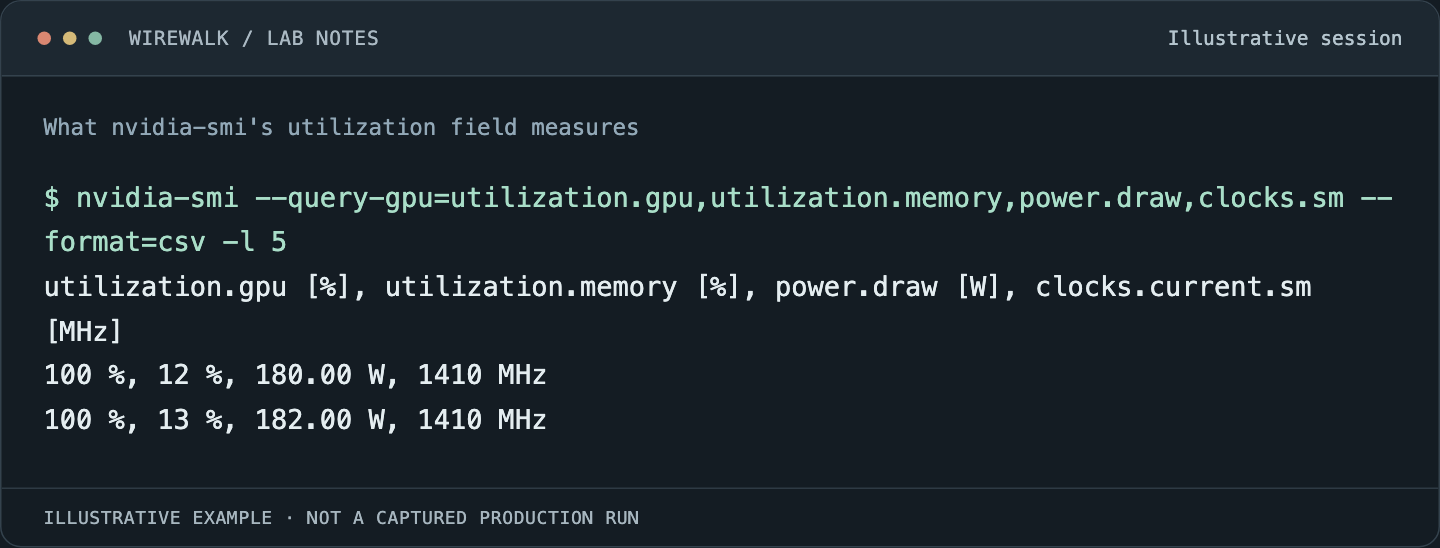 WIREWALK / LAB NOTES
Illustrative session
What nvidia-smi's utilization field measures
$ nvidia-smi --query-gpu=utilization.gpu,utilization.memory,power.draw,clocks.sm --
format=csv -l 5
utilization.gpu [%], utilization.memory [%], power.draw [W], clocks.current.sm
[MHz]
100 %, 12 %, 180.00 W, 1410 MHz
100 %, 13 %, 182.00 W, 1410 MHz
ILLUSTRATIVE EXAMPLE · NOT A CAPTURED PRODUCTION RUN